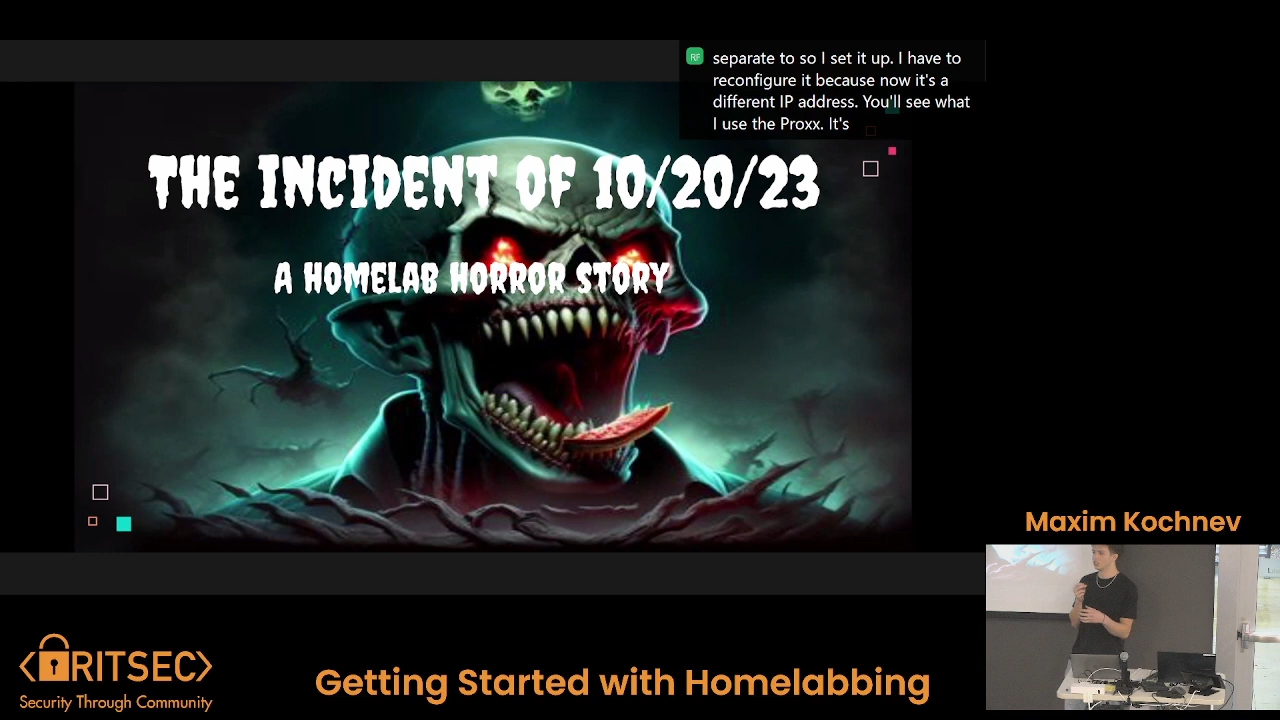 RF
separate to so I set it up. I have to
reconfigure it because now it's a
different IP address. You'll see what
I use the Proxx. It's
THE INCIDENT OF 10/20/23
A HOMELAB HORROR STORY
Maxim Kochnev
RITSEC
Security Through Community
Getting Started with Homelabbing